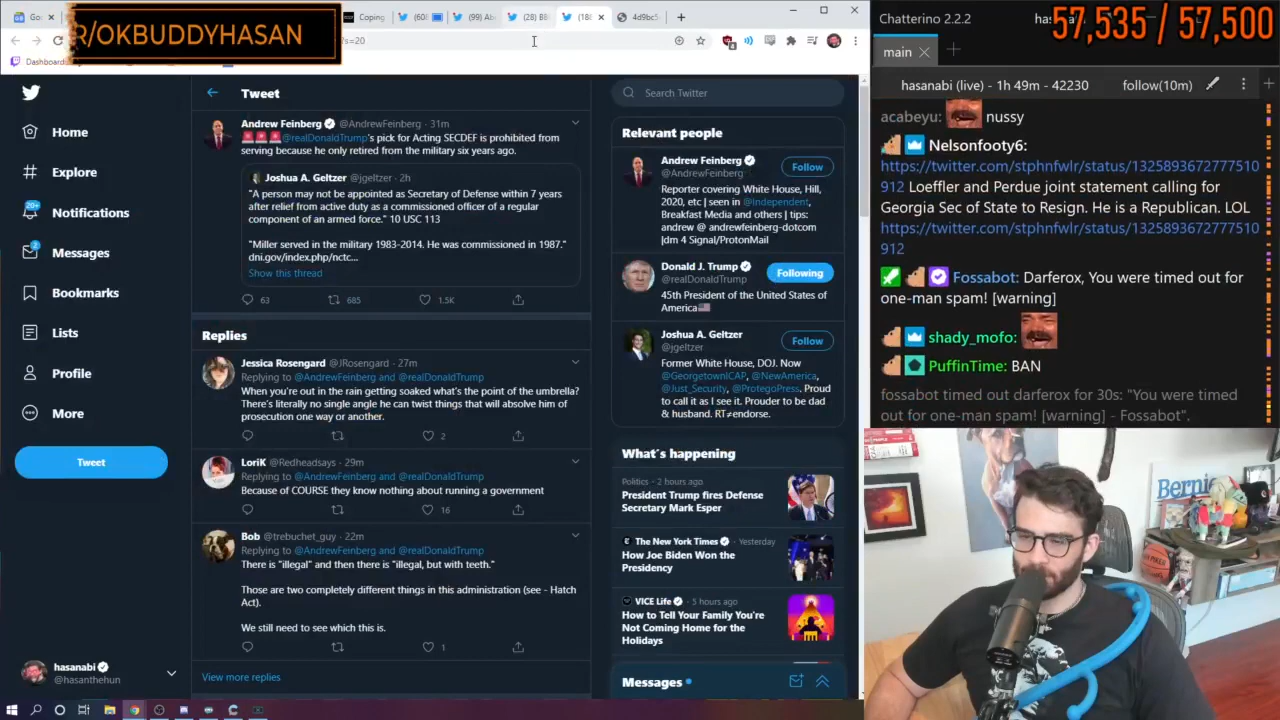 R/OKBUDDYHASAN
Coping
s=20
Dashboard
Home
Explore
20+
Notifications
2
Messages
Bookmarks
Lists
Profile
More
Tweet
hasanabi
@hasanthehun
Tweet
Andrew Feinberg @AndrewFeinberg · 31m
🚨🚨🚨@realDonaldTrump's pick for Acting SECDEF is prohibited from
serving because he only retired from the military six years ago.
Joshua A. Geltzer @jgeltzer · 2h
"A person may not be appointed as Secretary of Defense within 7 years
after relief from active duty as a commissioned officer of a regular
component of an armed force." 10 USC 113
"Miller served in the military 1983-2014. He was commissioned in 1987."
dni.gov/index.php/nctc...
Show this thread
63
685
1.5K
Replies
Jessica Rosengard @JRosengard · 27m
Replying to @AndrewFeinberg and @realDonaldTrump
When you're out in the rain getting soaked what's the point of the umbrella?
There's literally no single angle he can twist things that will absolve him of
prosecution one way or another.
2
LoriK @Redheadsays · 29m
Replying to @AndrewFeinberg and @realDonaldTrump
Because of COURSE they know nothing about running a government
16
Bob @trebuchet_guy · 22m
Replying to @AndrewFeinberg and @realDonaldTrump
There is "illegal" and then there is "illegal, but with teeth."
Those are two completely different things in this administration (see - Hatch
Act).
We still need to see which this is.
1
View more replies
Search Twitter
Relevant people
Andrew Feinberg
@AndrewFeinberg
Follow
Reporter covering White House, Hill,
2020, etc | seen in @Independent,
Breakfast Media and others | tips:
andrew @ andrewfeinberg-dotcom
|dm 4 Signal/ProtonMail
Donald J. Trump
@realDonaldTrump
Following
45th President of the United States of
America🇺🇸
Joshua A. Geltzer
@jgeltzer
Follow
Former White House, DOJ. Now
@GeorgetownICAP, @NewAmerica,
@Just_Security, @ProtegoPress. Proud
to call it as I see it. Prouder to be dad
& husband. RT≠endorse.
What's happening
Politics · 2 hours ago
President Trump fires Defense
Secretary Mark Esper
The New York Times · Yesterday
How Joe Biden Won the
Presidency
VICE Life · 5 hours ago
How to Tell Your Family You're
Not Coming Home for the
Holidays
Messages
Chatterino 2.2.2
57,535 / 57,500
main
hasanabi (live) - 1h 49m - 42230
follow(10m)
acabeyu: nussy
Nelsonfooty6:
https://twitter.com/stphnfwlr/status/1325893672777510
912 Loeffler and Perdue joint statement calling for
Georgia Sec of State to Resign. He is a Republican. LOL
https://twitter.com/stphnfwlr/status/1325893672777510
912
Fossabot: Darferox, You were timed out for
one-man spam! [warning]
shady_mofo:
PuffinTime: BAN
fossabot timed out darferox for 30s: "You were timed
out for one-man spam! [warning] - Fossabot".
Bernie